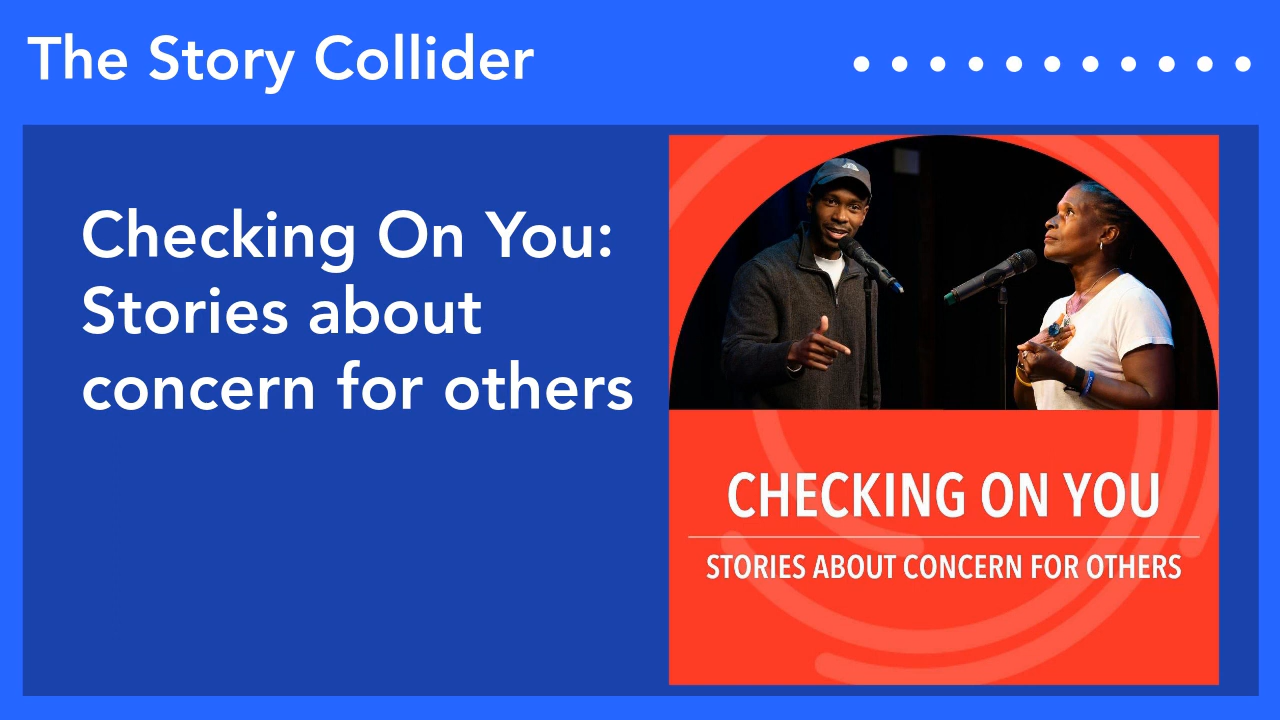 The Story Collider
Checking On You:
Stories about
concern for others
CHECKING ON YOU
STORIES ABOUT CONCERN FOR OTHERS